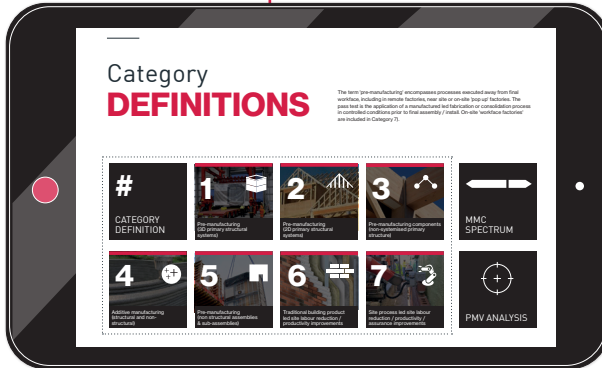 Category
DEFINITIONS
The term 'pre-manufacturing' encompasses processes executed away from final
workface, including in remote factories, near site or on-site 'pop up' factories. The
pass test is the application of a manufactured led fabrication or consolidation process
in controlled conditions prior to final assembly / install. On-site 'workface factories'
are included in Category 7).
#
CATEGORY
DEFINITION
1
Pre-manufacturing
(3D primary structural
systems)
2
Pre-manufacturing
(2D primary structural
systems)
3
Pre-manufacturing components
(non-systemised primary
structure)
MMC
SPECTRUM
4
Additive manufacturing
(structural and non-
structural)
5
Pre-manufacturing
(non structural assemblies
& sub-assemblies)
6
Traditional building product
led site labour reduction /
productivity improvements
7
Site process led site labour
reduction / productivity /
assurance improvements
PMV ANALYSIS